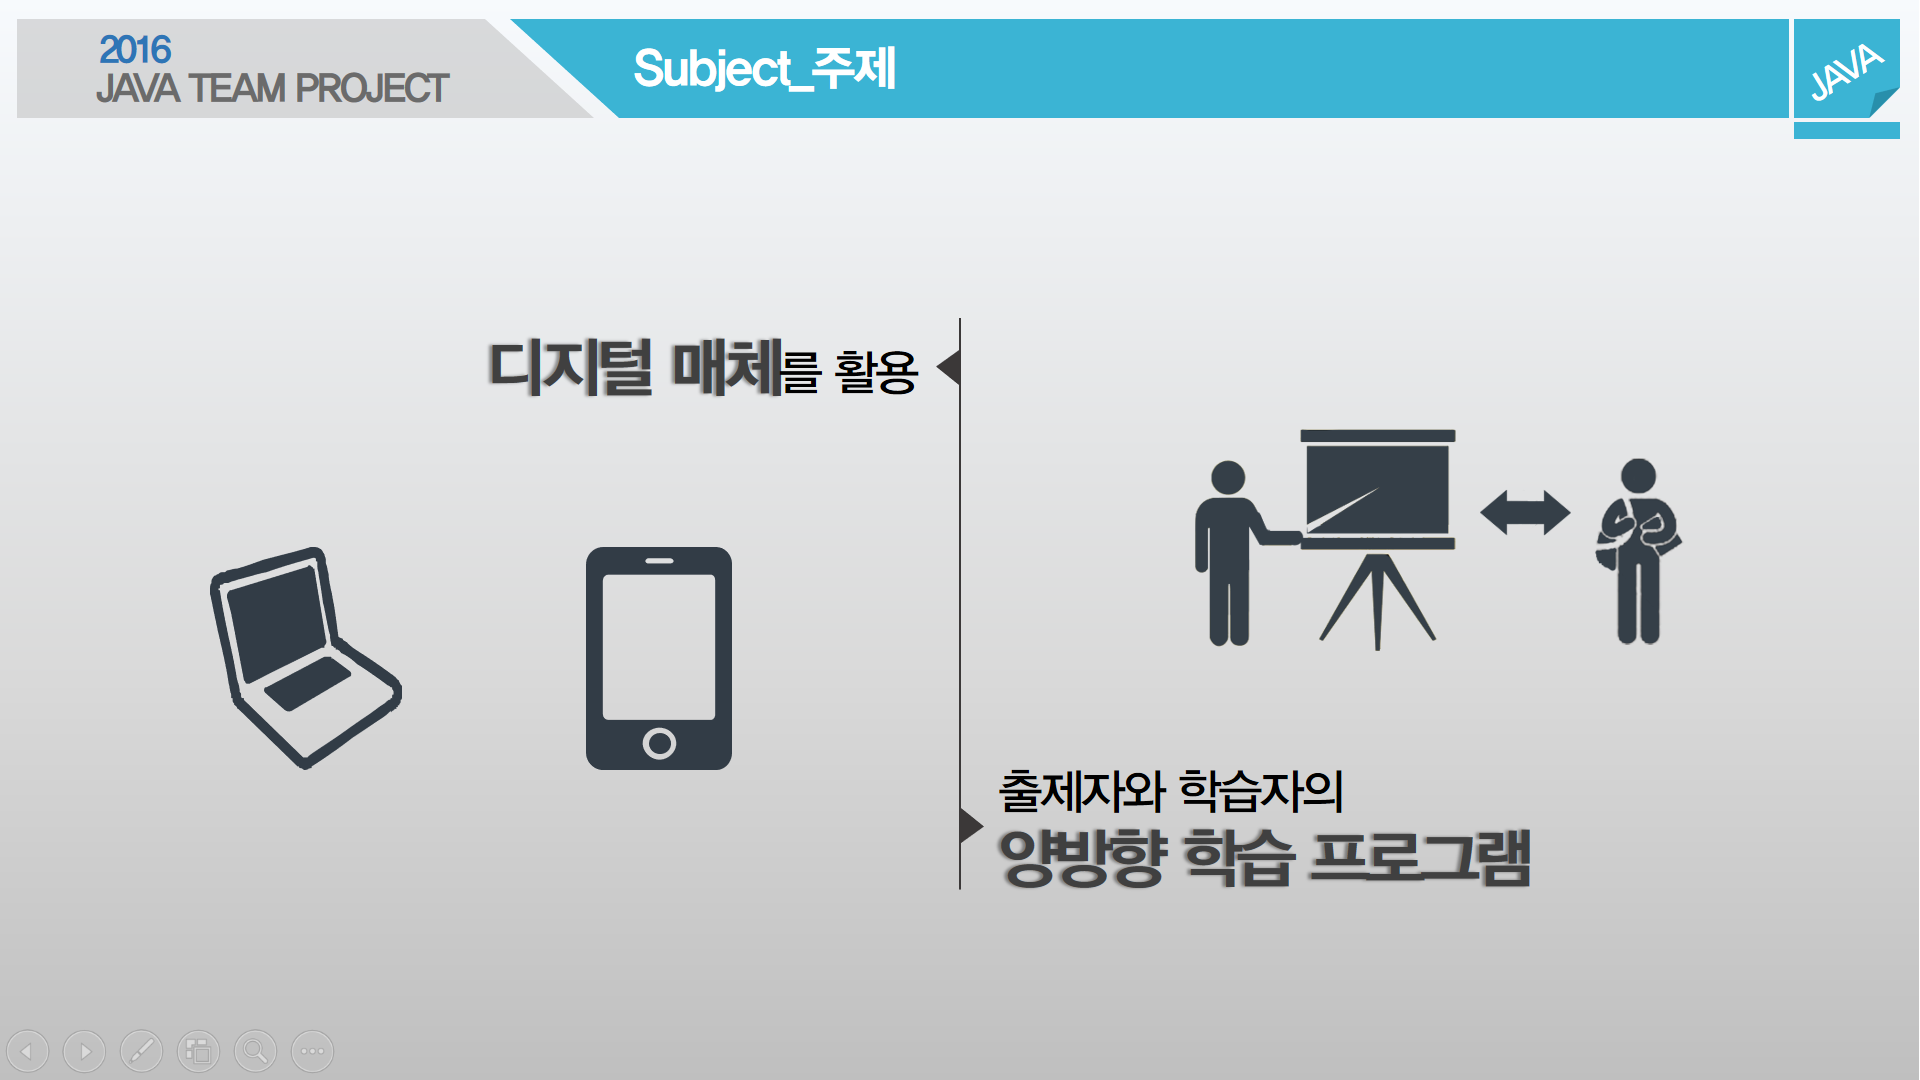 2016
JAVA TEAM PROJECT
Subject_주제
JAVA
디지털 매체를 활용
출제자와 학습자의
양방향 학습 프로그램